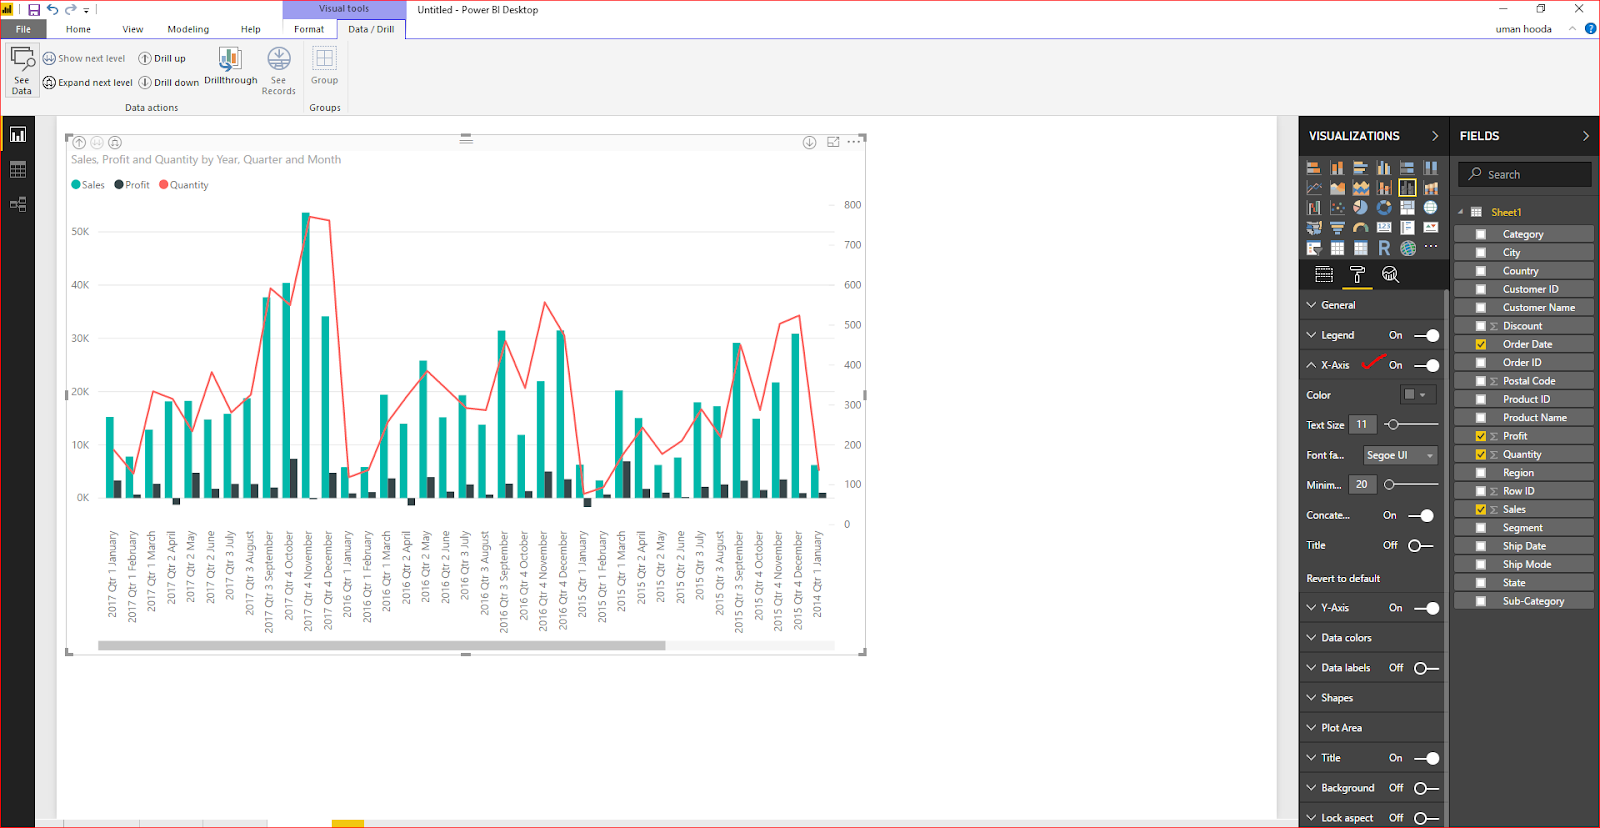 Visual tools
Untitled - Power BI Desktop
File
Home
View
Modeling
Help
Format
Data / Drill
uman hooda
?
See
Data
Show next level
Expand next level
Drill up
Drill down
Drillthrough
See
Records
Group
Data actions
Groups
Sales, Profit and Quantity by Year, Quarter and Month
Sales
Profit
Quantity
50K
40K
30K
20K
10K
0K
800
700
600
500
400
300
200
100
0
2017 Qtr 1 January
2017 Qtr 1 February
2017 Qtr 1 March
2017 Qtr 2 April
2017 Qtr 2 May
2017 Qtr 2 June
2017 Qtr 3 July
2017 Qtr 3 August
2017 Qtr 3 September
2017 Qtr 4 October
2017 Qtr 4 November
2017 Qtr 4 December
2016 Qtr 1 January
2016 Qtr 1 February
2016 Qtr 1 March
2016 Qtr 2 April
2016 Qtr 2 May
2016 Qtr 2 June
2016 Qtr 3 July
2016 Qtr 3 August
2016 Qtr 3 September
2016 Qtr 4 October
2016 Qtr 4 November
2016 Qtr 4 December
2015 Qtr 1 January
2015 Qtr 1 February
2015 Qtr 1 March
2015 Qtr 2 April
2015 Qtr 2 May
2015 Qtr 2 June
2015 Qtr 3 July
2015 Qtr 3 August
2015 Qtr 3 September
2015 Qtr 4 October
2015 Qtr 4 November
2015 Qtr 4 December
2014 Qtr 1 January
VISUALIZATIONS
123
R
General
Legend On
X-Axis On
Color
Text Size 11
Font fa... Segoe UI
Minim... 20
Concate... On
Title Off
Revert to default
Y-Axis On
Data colors
Data labels Off
Shapes
Plot Area
Title On
Background Off
Lock aspect Off
FIELDS
Search
Sheet1
Category
City
Country
Customer ID
Customer Name
Σ Discount
Order Date
Order ID
Σ Postal Code
Product ID
Product Name
Σ Profit
Σ Quantity
Region
Σ Row ID
Σ Sales
Segment
Ship Date
Ship Mode
State
Sub-Category